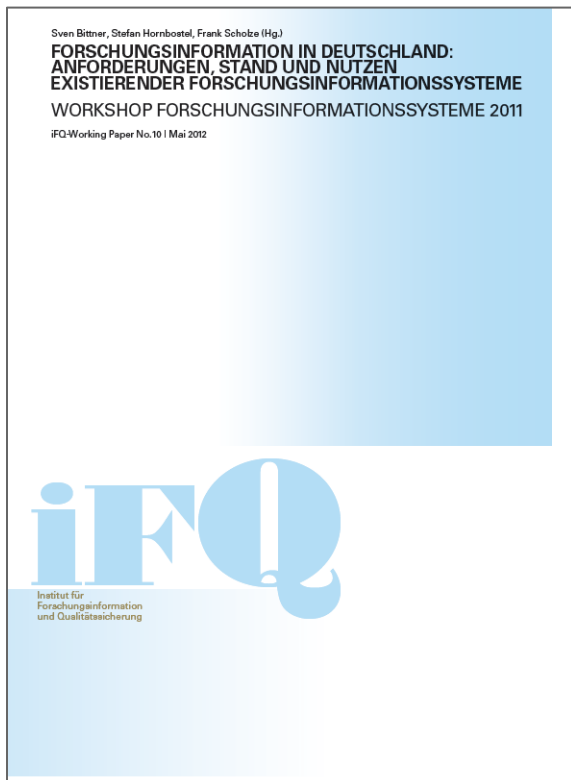 Sven Bittner, Stefan Hornbostel, Frank Scholze (Hg.)
FORSCHUNGSINFORMATION IN DEUTSCHLAND:
ANFORDERUNGEN, STAND UND NUTZEN
EXISTIERENDER FORSCHUNGSINFORMATIONSSYSTEME
WORKSHOP FORSCHUNGSINFORMATIONSSYSTEME 2011
iFQ-Working Paper No.10 | Mai 2012
iFQ
Institut für
Forschungsinformation
und Qualitätssicherung